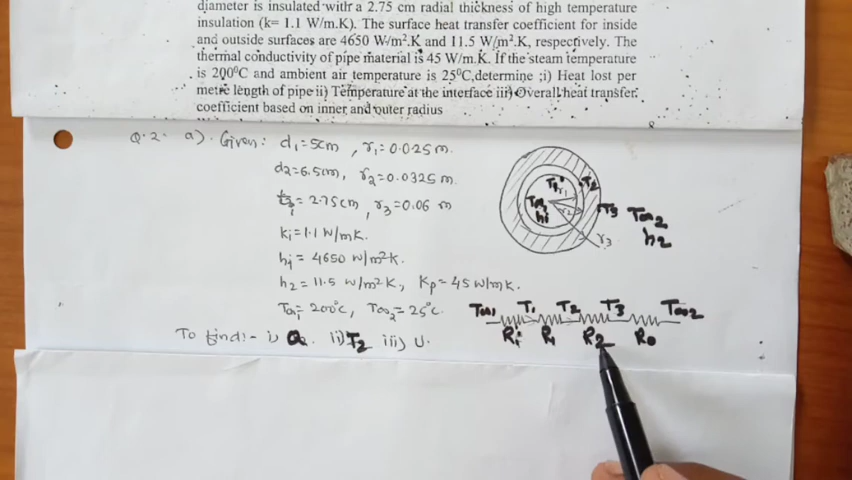 diameter is insulated with a 2.75 cm radial thickness of high temperature
insulation (k= 1.1 W/m.K). The surface heat transfer coefficient for inside
and outside surfaces are 4650 W/m².K and 11.5 W/m².K, respectively. The
thermal conductivity of pipe material is 45 W/m.K. If the steam temperature
is 200⁰C and ambient air temperature is 25⁰C,determine ;i) Heat lost per
metre length of pipe ii) Temperature at the interface iii) Overall heat transfer
coefficient based on inner and outer radius
Q.2. a). Given: d₁=5cm, r₁=0.025 m.
d2=6.5cm, r₂=0.0325 m.
=2.75cm, r₃=0.06 m
Ki=1.1 W/mK.
hi = 4650 W/m²K.
h₂=11.5 W/m²K, Kp=45 W/mK.
T∞₁=200°C, T∞₂=25°C.
To find:- i) Q. ii) T2 iii) U.
T1 r1 T2
T∞1 r2 T3 T∞2
hi h2
r3
T∞1 T1 T2 T3 T∞2
Ri R1 R2 Ro